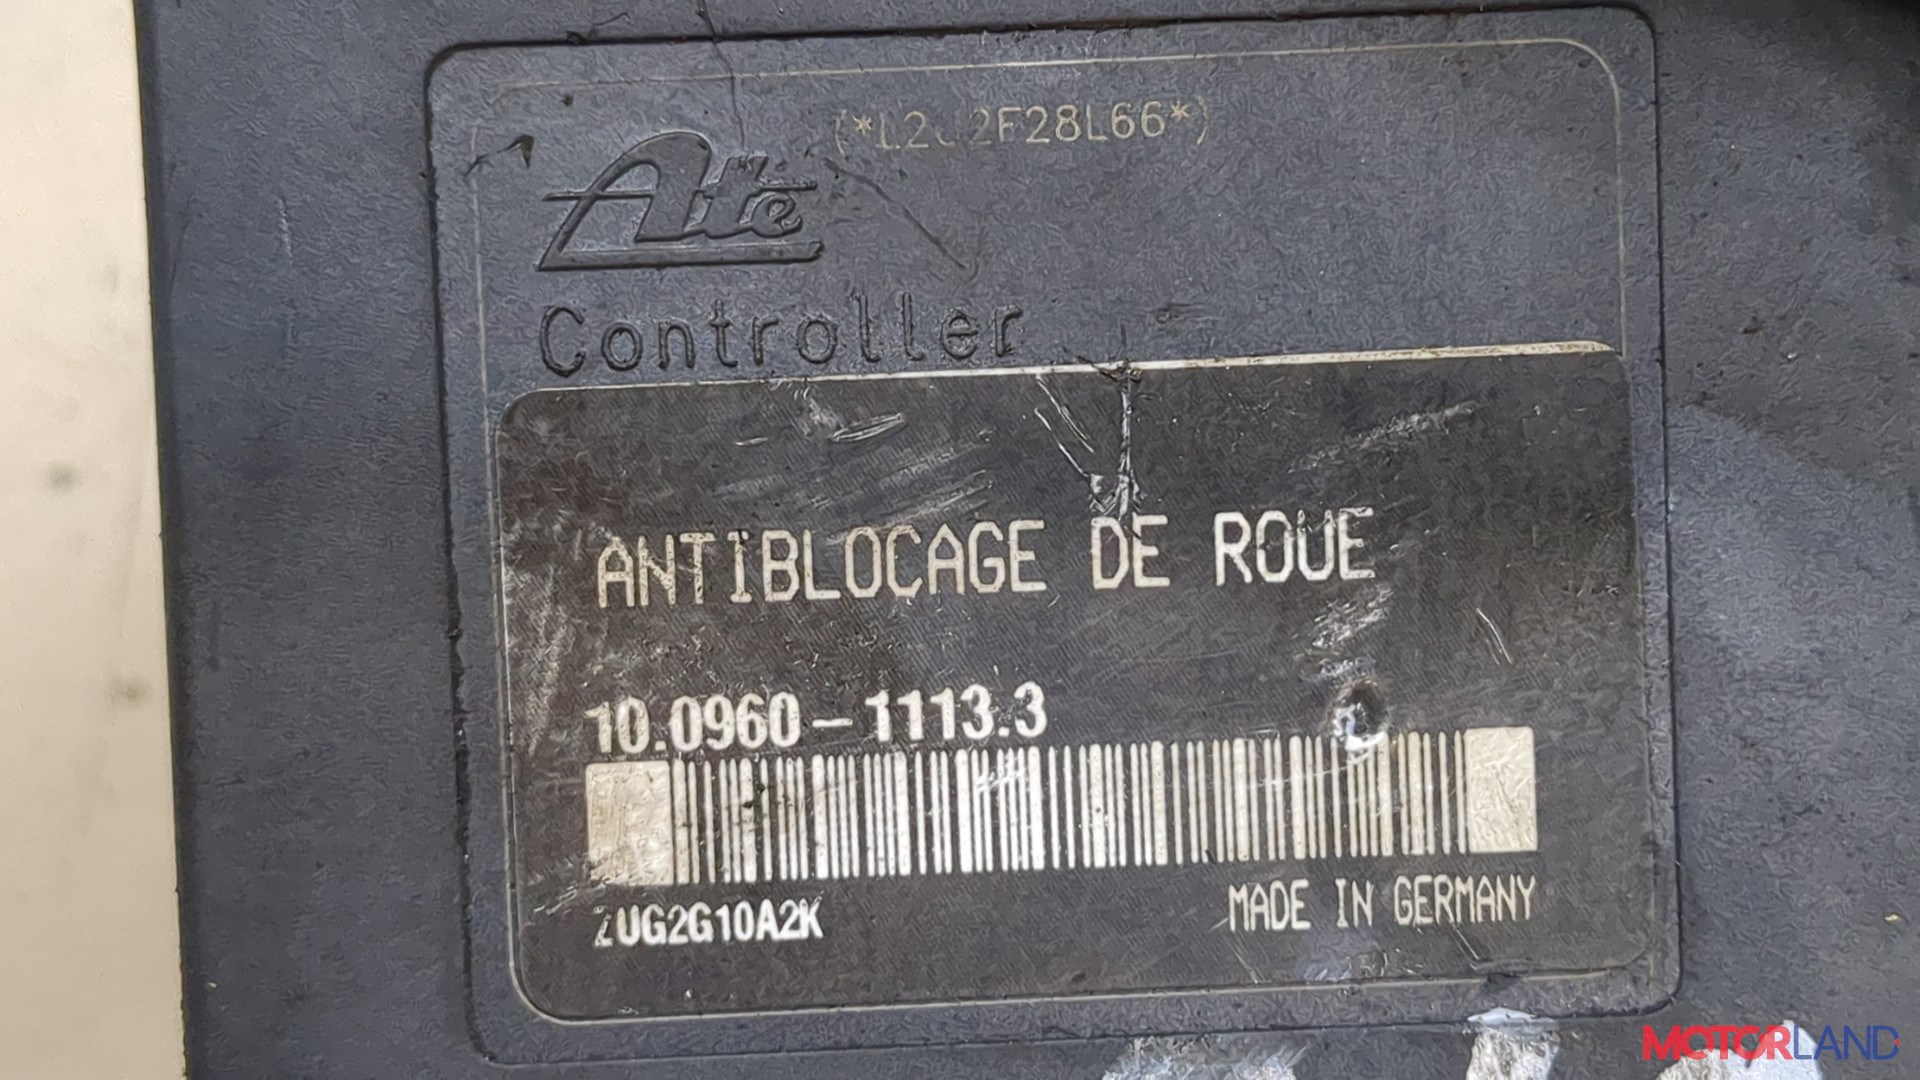 Ate
Controller
ANTIBLOCAGE DE ROUE
10.0960-1113.3
ZUG2G10A2K
MADE IN GERMANY
MOTORLAND